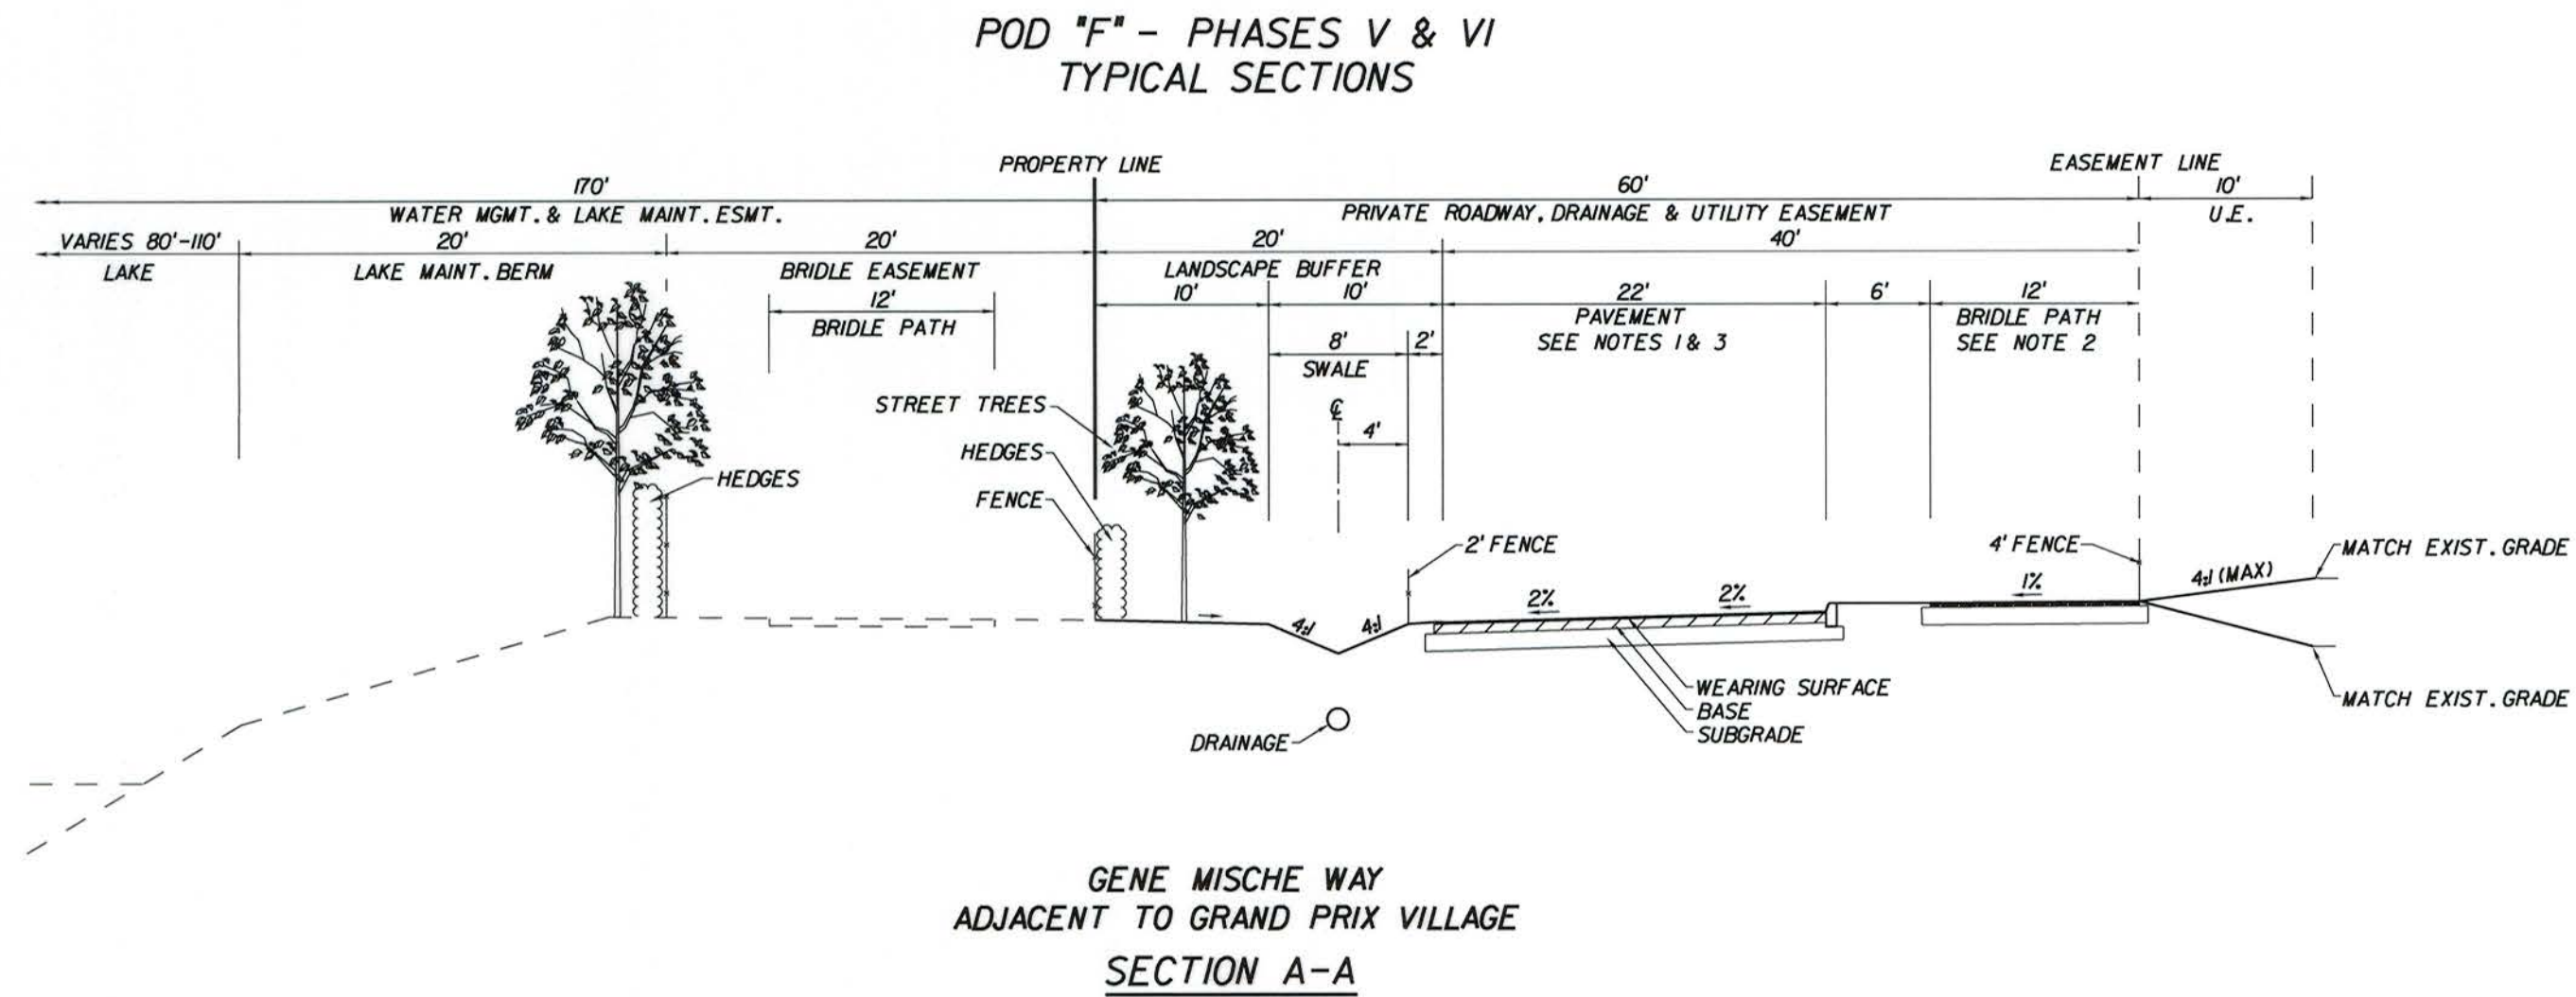 POD "F" - PHASES V & VI
TYPICAL SECTIONS
PROPERTY LINE
EASEMENT LINE
170'
60'
10'
WATER MGMT. & LAKE MAINT. ESMT.
PRIVATE ROADWAY, DRAINAGE & UTILITY EASEMENT
U.E.
VARIES 80'-110'
20'
20'
20'
40'
LAKE
LAKE MAINT. BERM
BRIDLE EASEMENT
LANDSCAPE BUFFER
12'
10'
10'
22'
6'
12'
BRIDLE PATH
PAVEMENT
SEE NOTES 1 & 3
BRIDLE PATH
SEE NOTE 2
8'
2'
SWALE
STREET TREES
℄
4'
HEDGES
HEDGES
FENCE
2' FENCE
4' FENCE
MATCH EXIST. GRADE
4:1 (MAX)
4:1
4:1
2%
2%
1%
WEARING SURFACE
BASE
SUBGRADE
MATCH EXIST. GRADE
DRAINAGE
GENE MISCHE WAY
ADJACENT TO GRAND PRIX VILLAGE
SECTION A-A